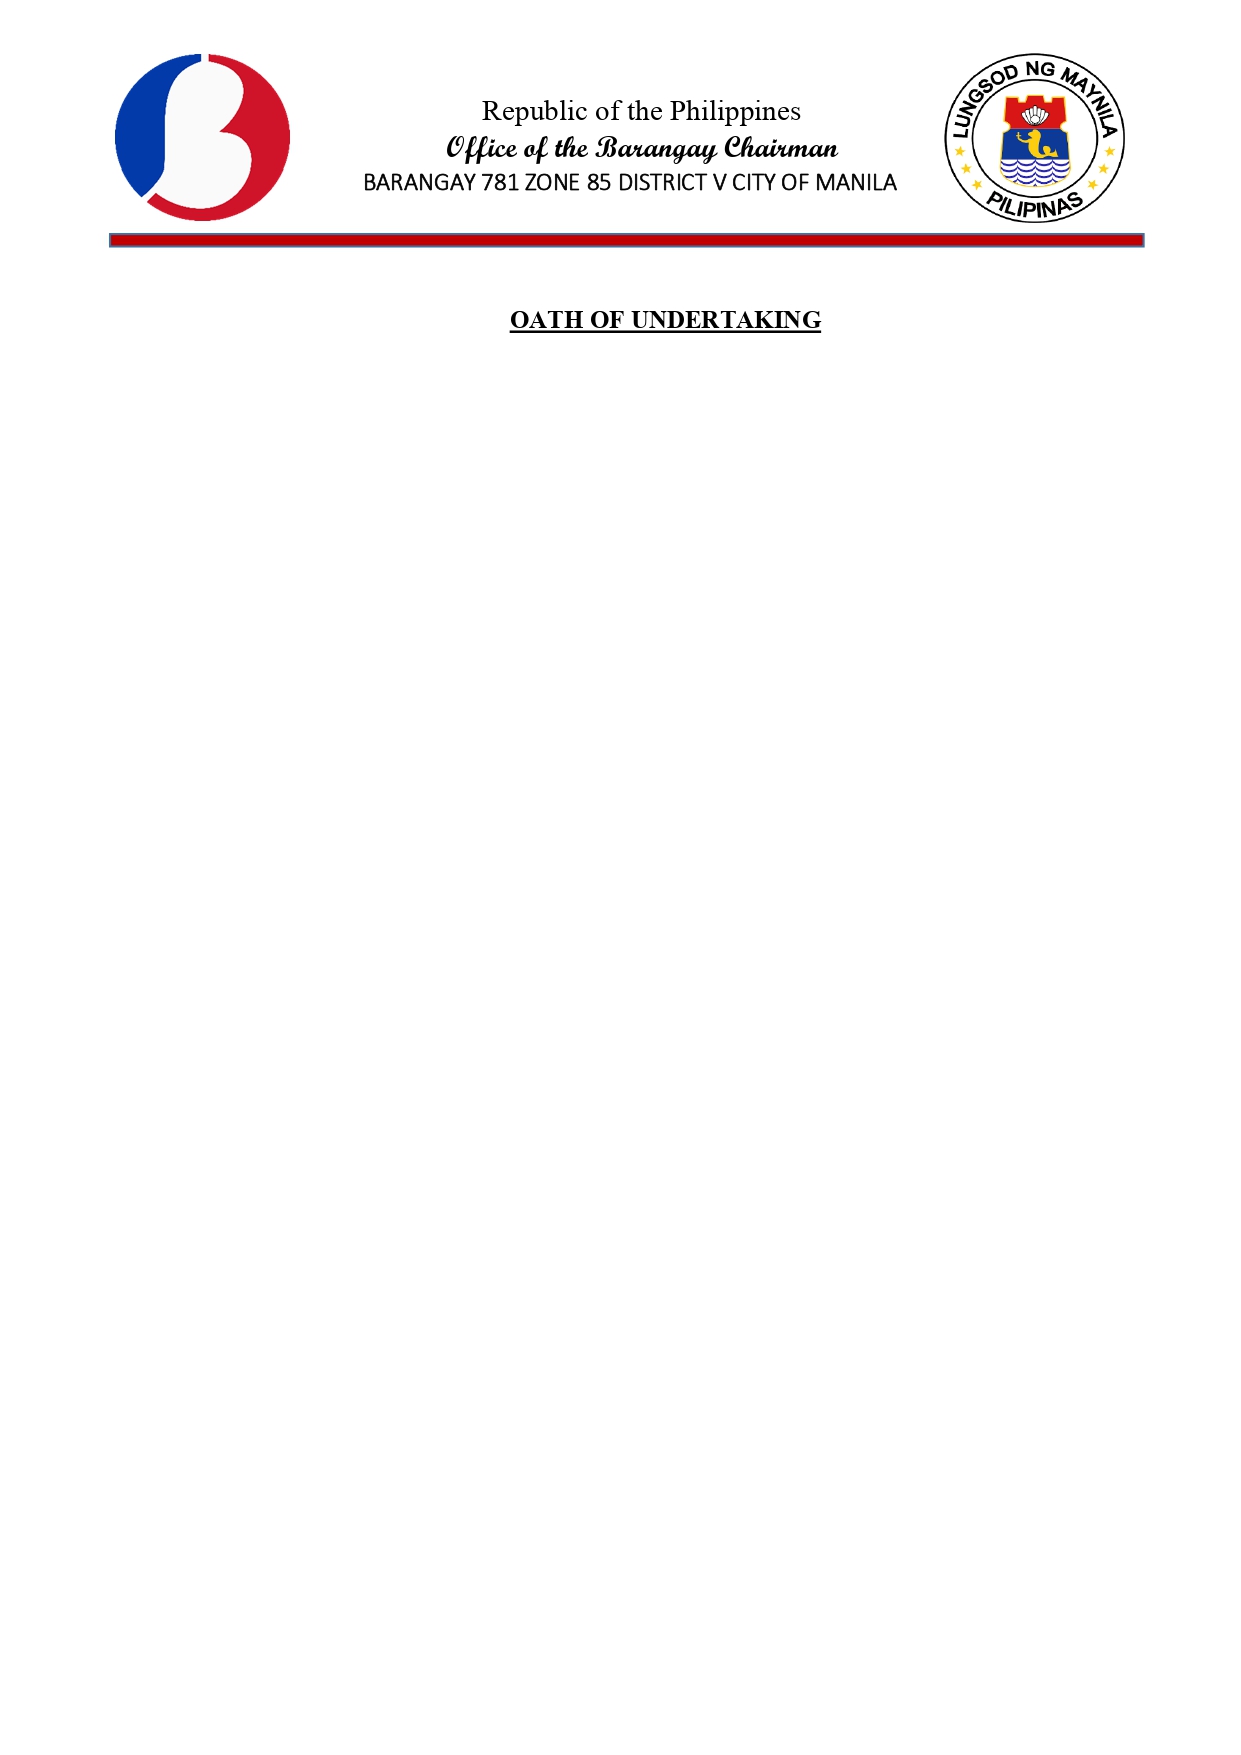 Republic of the Philippines
Office of the Barangay Chairman
BARANGAY 781 ZONE 85 DISTRICT V CITY OF MANILA
LUNGSOD NG MAYNILA
PILIPINAS
OATH OF UNDERTAKING